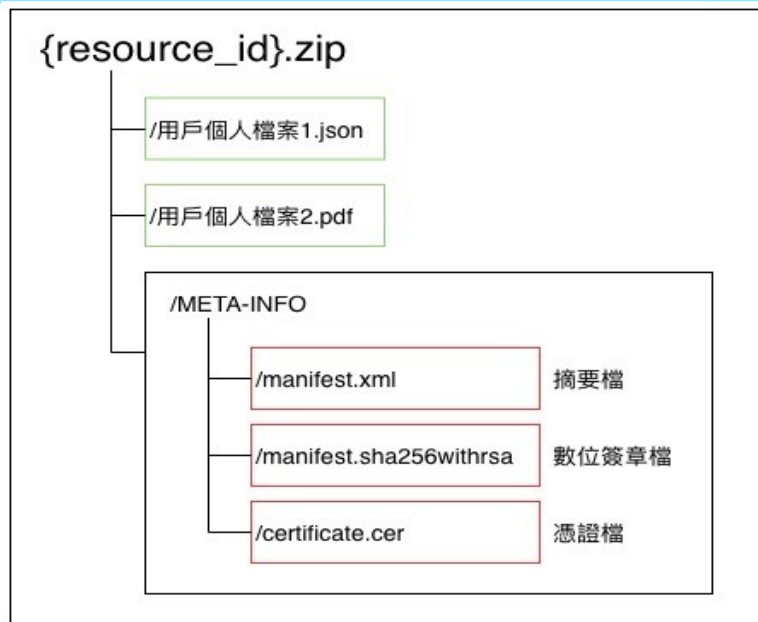 {resource_id}.zip
/用戶個人檔案1.json
/用戶個人檔案2.pdf
/META-INFO
/manifest.xml 摘要檔
/manifest.sha256withrsa 數位簽章檔
/certificate.cer 憑證檔